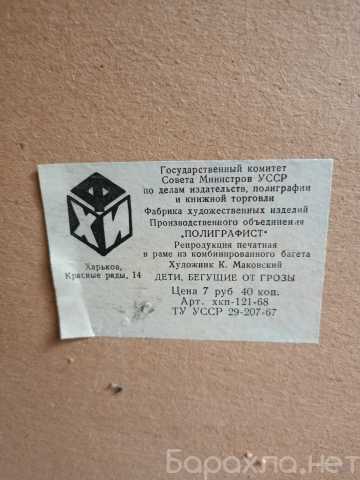 Государственный комитет
Совета Министров УССР
по делам издательств, полиграфии
и книжной торговли
Фабрика художественных изделий
Производственного объединения
„ПОЛИГРАФИСТ"
Репродукция печатная
в раме из комбинированного багета
Художник К. Маковский
ДЕТИ, БЕГУЩИЕ ОТ ГРОЗЫ
Цена 7 руб 40 коп.
Арт. хкп-121-68
ТУ УССР 29-207-67
ФХИ
Харьков,
Красные ряды, 14
Барахла.нет